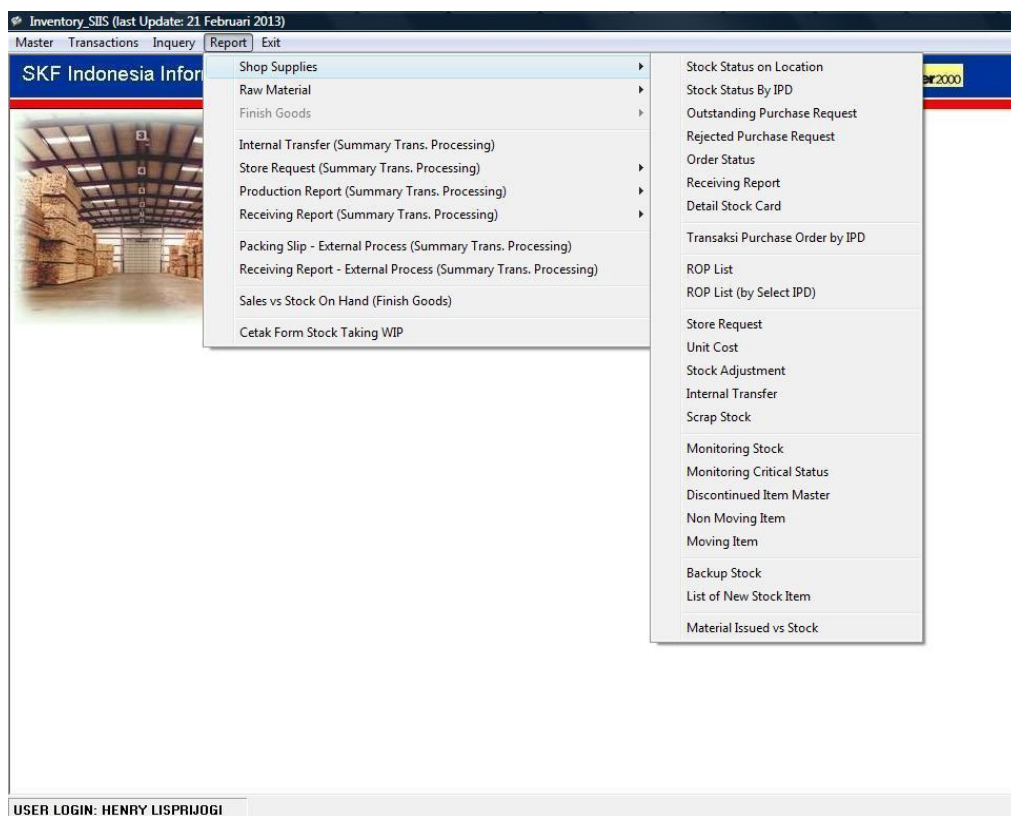 Inventory_SIIS (last Update: 21 Februari 2013)
Master Transactions Inquery Report Exit
SKF Indonesia Infor
2000
Shop Supplies
Raw Material
Finish Goods
Internal Transfer (Summary Trans. Processing)
Store Request (Summary Trans. Processing)
Production Report (Summary Trans. Processing)
Receiving Report (Summary Trans. Processing)
Packing Slip - External Process (Summary Trans. Processing)
Receiving Report - External Process (Summary Trans. Processing)
Sales vs Stock On Hand (Finish Goods)
Cetak Form Stock Taking WIP
Stock Status on Location
Stock Status By IPD
Outstanding Purchase Request
Rejected Purchase Request
Order Status
Receiving Report
Detail Stock Card
Transaksi Purchase Order by IPD
ROP List
ROP List (by Select IPD)
Store Request
Unit Cost
Stock Adjustment
Internal Transfer
Scrap Stock
Monitoring Stock
Monitoring Critical Status
Discontinued Item Master
Non Moving Item
Moving Item
Backup Stock
List of New Stock Item
Material Issued vs Stock
USER LOGIN: HENRY LISPRIJOGI